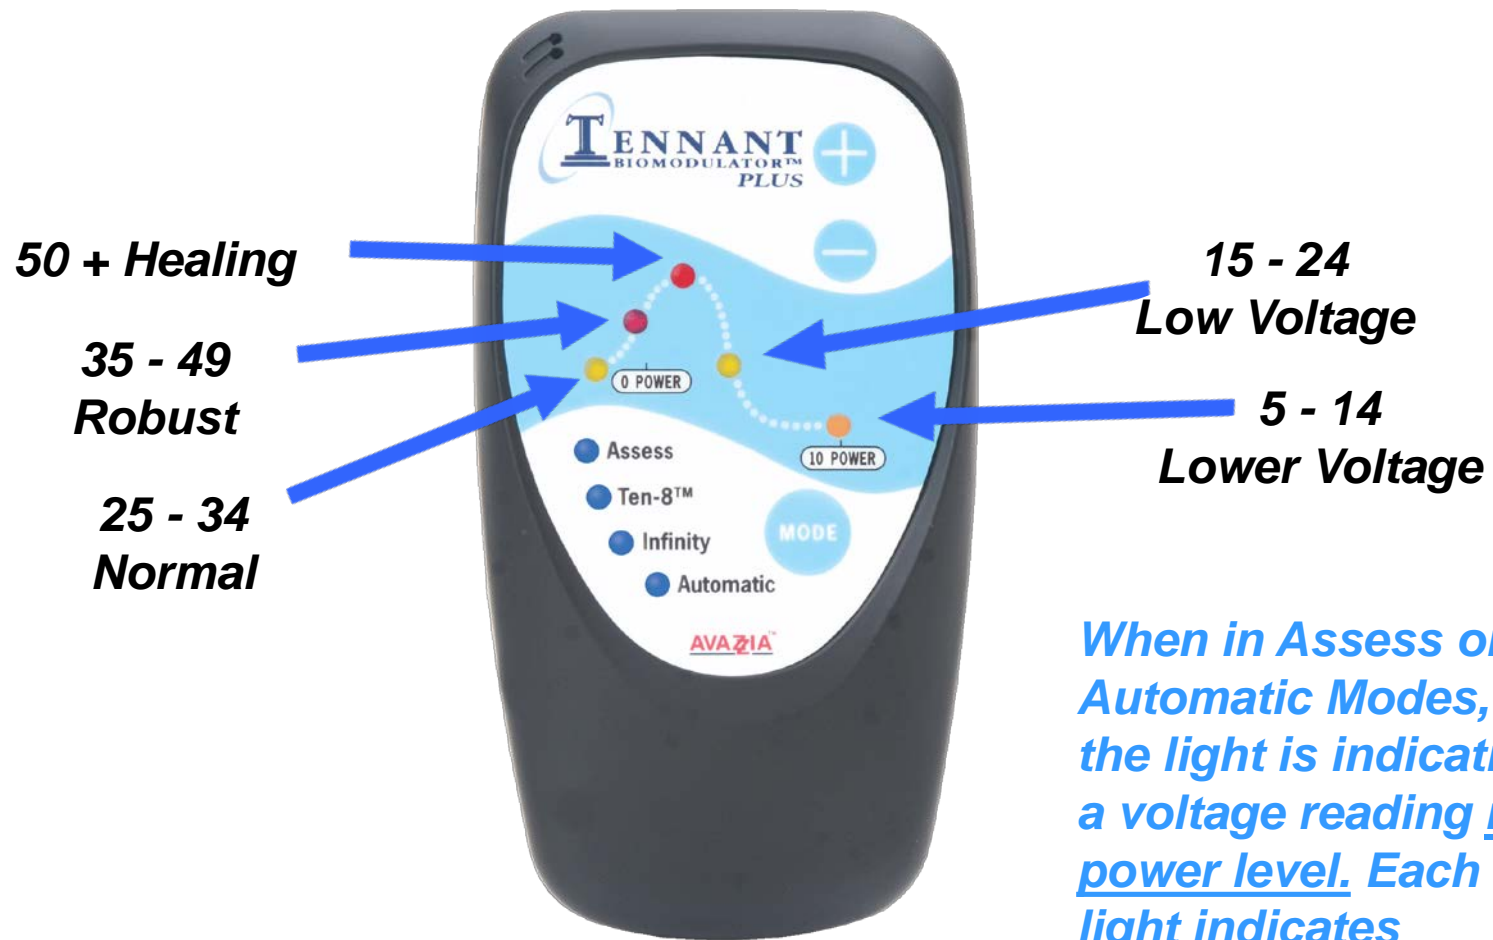 TENNANT
BIOMODULATOR™
PLUS
50 + Healing
35 - 49
Robust
25 - 34
Normal
15 - 24
Low Voltage
5 - 14
Lower Voltage
0 POWER
10 POWER
Assess
Ten-8™
Infinity
Automatic
MODE
AVAZZIA™
When in Assess or
Automatic Modes,
the light is
a voltage reading
power level. Each
light indicates